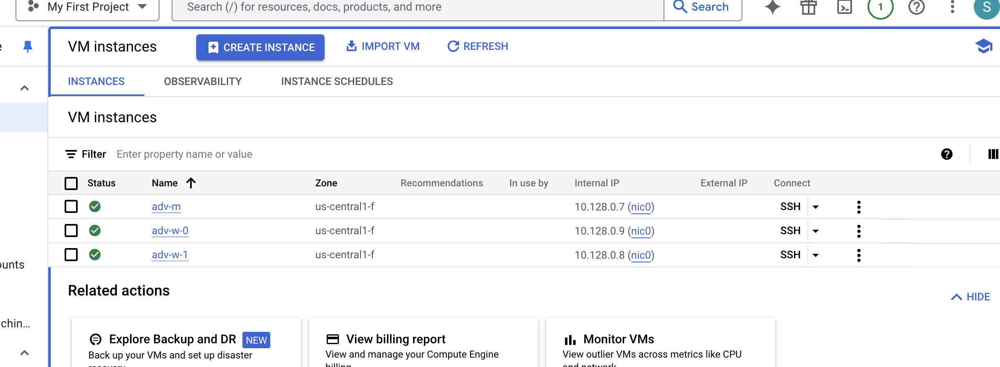 My First Project
Search (/) for resources, docs, products, and more
Search
1
S
VM instances
CREATE INSTANCE
IMPORT VM
REFRESH
INSTANCES
OBSERVABILITY
INSTANCE SCHEDULES
VM instances
Filter
Enter property name or value
Status
Name
Zone
Recommendations
In use by
Internal IP
External IP
Connect
adv-m
us-central1-f
10.128.0.7 (nic0)
SSH
adv-w-0
us-central1-f
10.128.0.9 (nic0)
SSH
adv-w-1
us-central1-f
10.128.0.8 (nic0)
SSH
ounts
Related actions
HIDE
chin...
Explore Backup and DR
NEW
Back up your VMs and set up disaster
recovery
View billing report
View and manage your Compute Engine
billing
Monitor VMs
View outlier VMs across metrics like CPU
and network